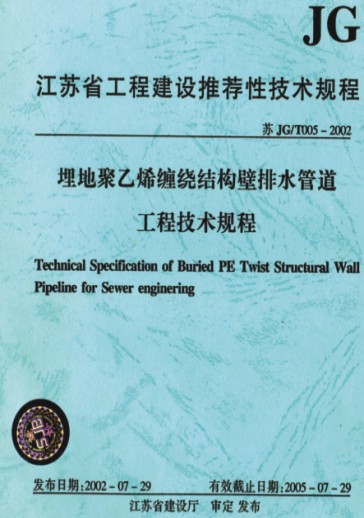 JG
江苏省工程建设推荐性技术规程
苏 JG/T005-2002
埋地聚乙烯缠绕结构壁排水管道
工程技术规程
Technical Specification of Buried PE Twist Structural Wall
Pipeline for Sewer enginering
SJB
发布日期:2002-07-29 有效截止日期:2005-07-29
江苏省建设厅 审定 发布